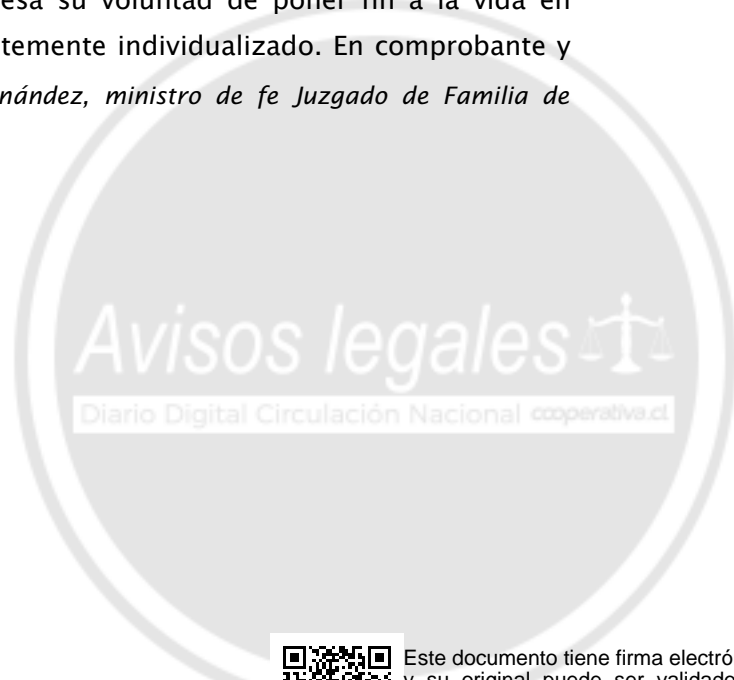 esa su voluntad de poner fin a la vida en
temente individualizado. En comprobante y
nández, ministro de fe Juzgado de Familia de
Avisos legales
Diario Digital Circulación Nacional cooperativa.cl
Este documento tiene firma electró
y su original puede ser validado